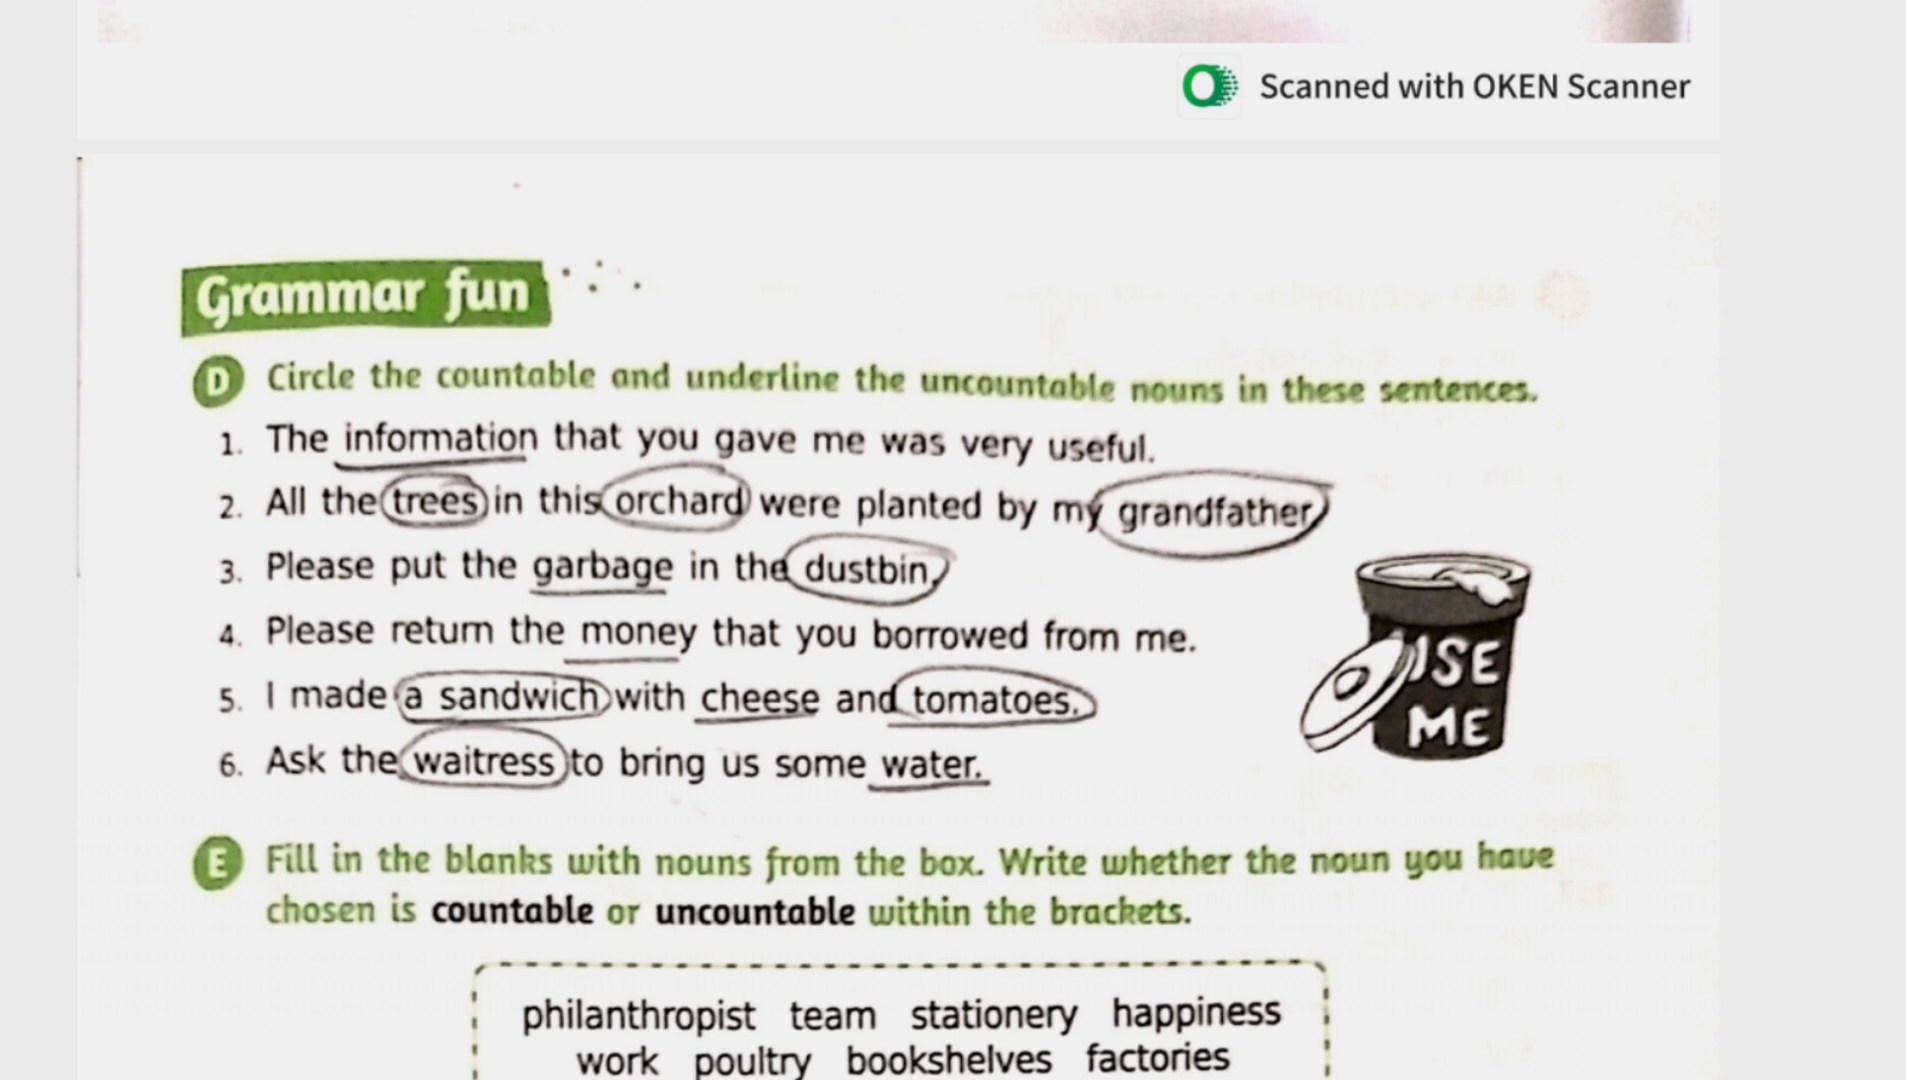 Scanned with OKEN Scanner
Grammar fun
D Circle the countable and underline the uncountable nouns in these sentences.
1. The information that you gave me was very useful.
2. All the trees in this orchard were planted by my grandfather.
3. Please put the garbage in the dustbin.
4. Please return the money that you borrowed from me.
5. I made a sandwich with cheese and tomatoes.
6. Ask the waitress to bring us some water.
USE
ME
E Fill in the blanks with nouns from the box. Write whether the noun you have
chosen is countable or uncountable within the brackets.
philanthropist team stationery happiness
work poultry bookshelves factories